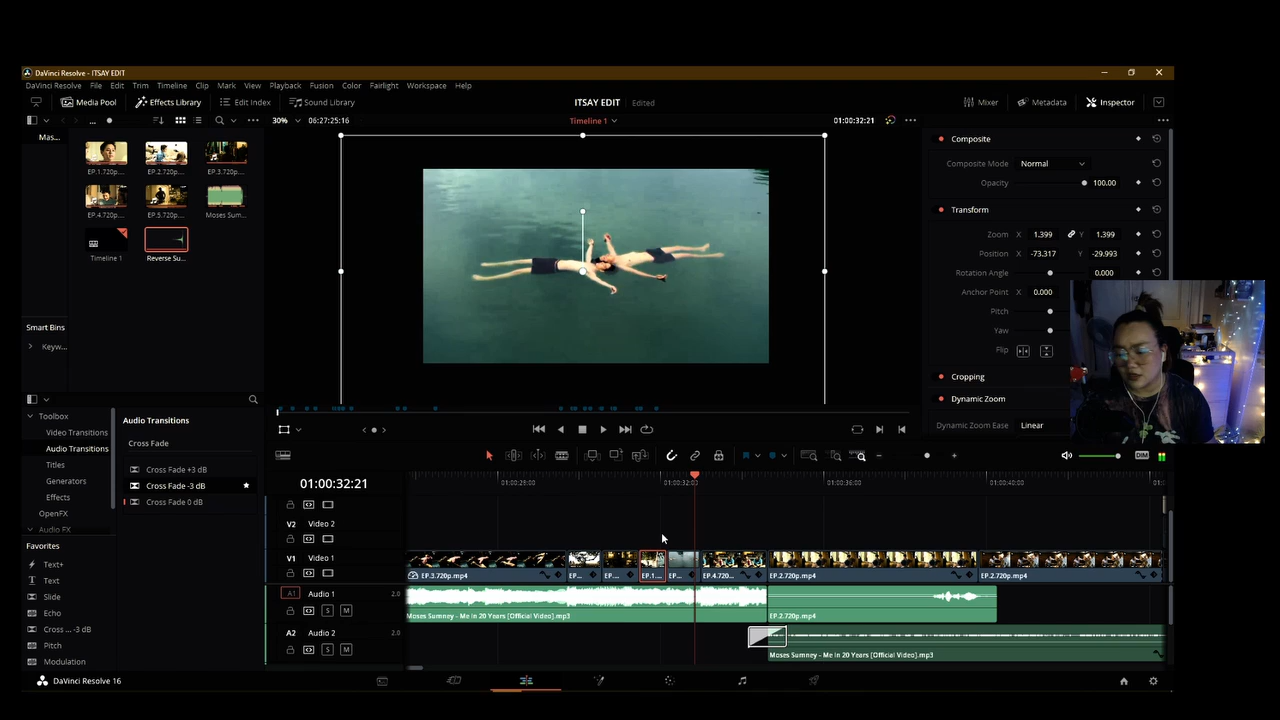 DaVinci Resolve - ITSAY EDIT
DaVinci Resolve File Edit Trim Timeline Clip Mark View Playback Fusion Color Fairlight Workspace Help
Media Pool Effects Library Edit Index Sound Library ITSAY EDIT Edited Mixer Metadata Inspector
30% 06:27:25:16 Timeline 1 01:00:32:21
Mas...
EP.1.720p.... EP.2.720p.... EP.3.720p....
EP.4.720p.... EP.5.720p.... Moses Sum...
Timeline 1 Reverse Su...
Smart Bins
Keyw...
Composite
Composite Mode Normal
Opacity 100.00
Transform
Zoom X 1.399 Y 1.399
Position X -73.317 Y -29.993
Rotation Angle 0.000
Anchor Point X 0.000
Pitch
Yaw
Flip
Cropping
Dynamic Zoom
Dynamic Zoom Ease Linear
Toolbox
Video Transitions
Audio Transitions
Titles
Generators
Effects
OpenFX
Audio FX
Favorites
Text+
Text
Slide
Echo
Cross ... -3 dB
Pitch
Modulation
Audio Transitions
Cross Fade
Cross Fade +3 dB
Cross Fade -3 dB
Cross Fade 0 dB
DIM
01:00:32:21
01:00:28:00 01:00:32:00 01:00:36:00 01:00:40:00
V2 Video 2
V1 Video 1
EP.3.720p.mp4 EP... EP... EP.1.... EP... EP.4.720... EP.2.720p.mp4 EP.2.720p.mp4
A1 Audio 1 2.0
S M
Moses Sumney - Me In 20 Years [Official Video].mp3 EP.2.720p.mp4
A2 Audio 2 2.0
S M
Moses Sumney - Me In 20 Years [Official Video].mp3
DaVinci Resolve 16